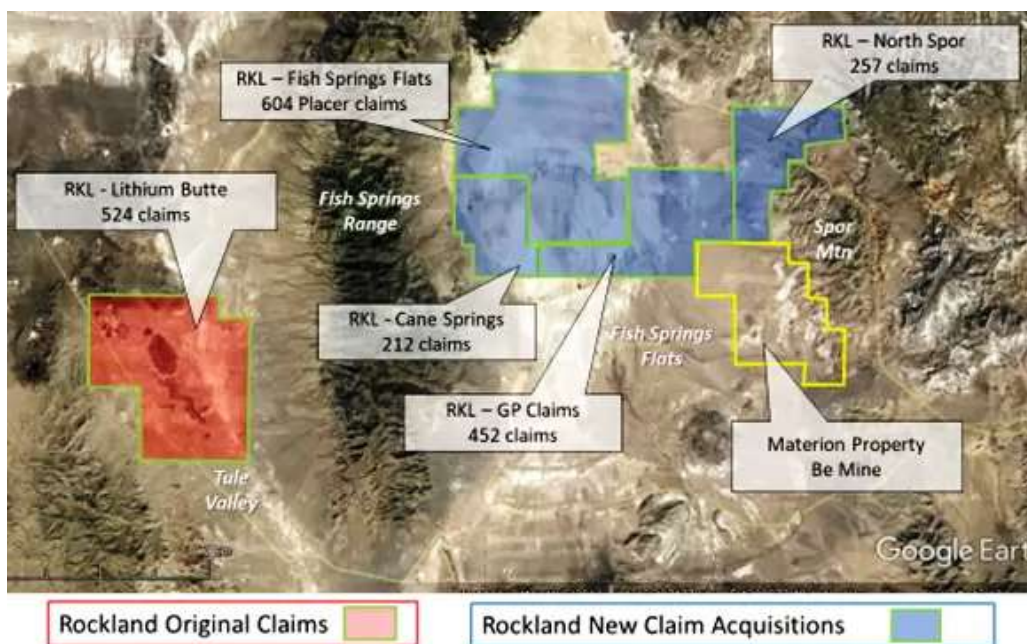 RKL – North Spor
257 claims
RKL – Fish Springs Flats
604 Placer claims
RKL - Lithium Butte
524 claims
Fish Springs
Range
Spor
Mtn
RKL - Cane Springs
212 claims
Fish Springs
Flats
RKL – GP Claims
452 claims
Materion Property
Be Mine
Tule
Valley
Google Eart
Rockland Original Claims
Rockland New Claim Acquisitions